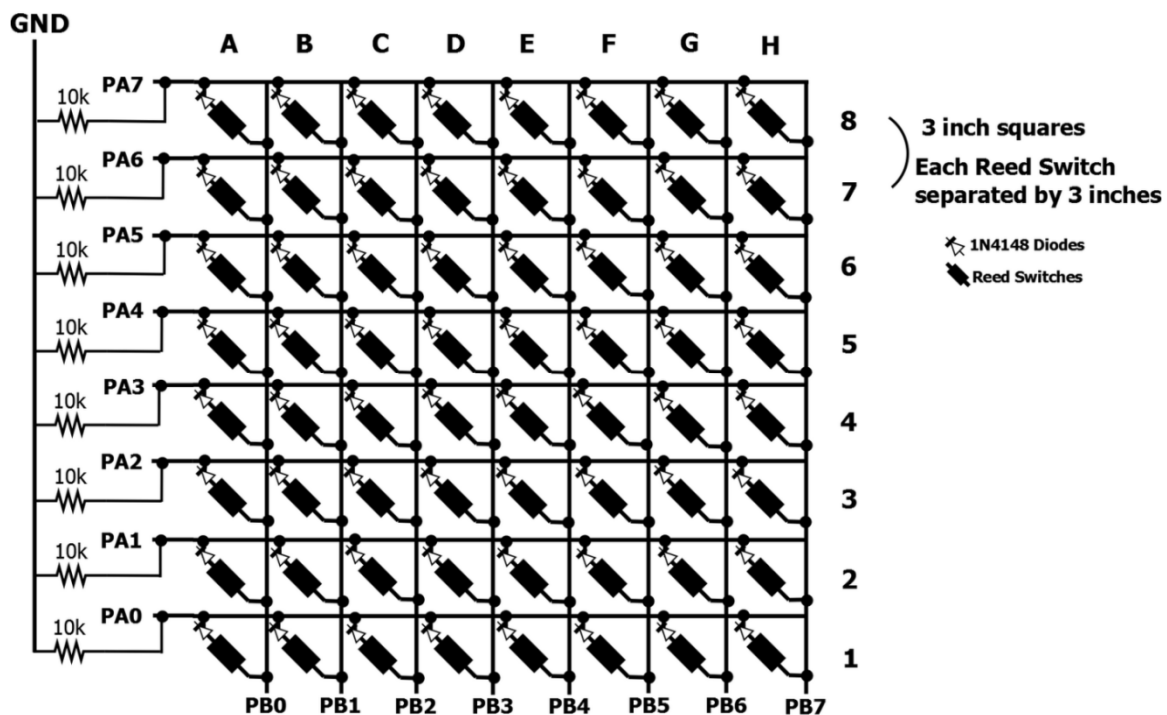 GND
A B C D E F G H
PA7
10k
8
3 inch squares
PA6
10k
7
Each Reed Switch
separated by 3 inches
PA5
10k
6
1N4148 Diodes
Reed Switches
PA4
10k
5
PA3
10k
4
PA2
10k
3
PA1
10k
2
PA0
10k
1
PB0 PB1 PB2 PB3 PB4 PB5 PB6 PB7